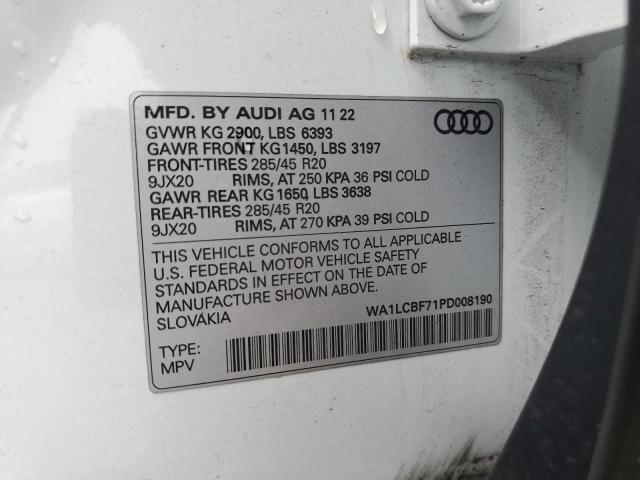 MFD. BY AUDI AG 11 22
GVWR KG 2900, LBS 6393
GAWR FRONT KG1450, LBS 3197
FRONT-TIRES 285/45 R20
9JX20 RIMS, AT 250 KPA 36 PSI COLD
GAWR REAR KG 1650, LBS 3638
REAR-TIRES 285/45 R20
9JX20 RIMS, AT 270 KPA 39 PSI COLD
THIS VEHICLE CONFORMS TO ALL APPLICABLE
U.S. FEDERAL MOTOR VEHICLE SAFETY
STANDARDS IN EFFECT ON THE DATE OF
MANUFACTURE SHOWN ABOVE.
SLOVAKIA WA1LCBF71PD008190
TYPE:
MPV